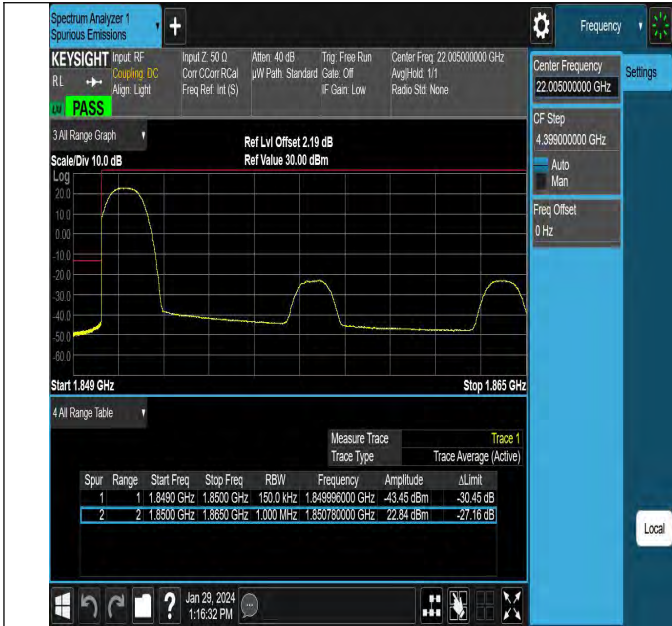 Spectrum Analyzer 1
Spurious Emissions
+
Frequency
KEYSIGHT
RL
PASS
Input: RF
Coupling: DC
Align: Light
Input Z: 50 Ω
Corr CCorr RCal
Freq Ref: Int (S)
Atten: 40 dB
µW Path: Standard
Trig: Free Run
Gate: Off
IF Gain: Low
Center Freq: 22.005000000 GHz
Avg|Hold: 1/1
Radio Std: None
Center Frequency
22.005000000 GHz
Settings
CF Step
4.399000000 GHz
Auto
Man
Freq Offset
0 Hz
3 All Range Graph
Scale/Div 10.0 dB
Ref Lvl Offset 2.19 dB
Ref Value 30.00 dBm
Log
20.0
10.0
0.00
-10.0
-20.0
-30.0
-40.0
-50.0
-60.0
Start 1.849 GHz
Stop 1.865 GHz
4 All Range Table
Measure Trace Trace 1
Trace Type Trace Average (Active)
Spur Range Start Freq Stop Freq RBW Frequency Amplitude ΔLimit
1 1 1.8490 GHz 1.8500 GHz 150.0 kHz 1.849996000 GHz -43.45 dBm -30.45 dB
2 2 1.8500 GHz 1.8650 GHz 1.000 MHz 1.850780000 GHz 22.84 dBm -27.16 dB
Local
?
Jan 29, 2024
1:16:32 PM